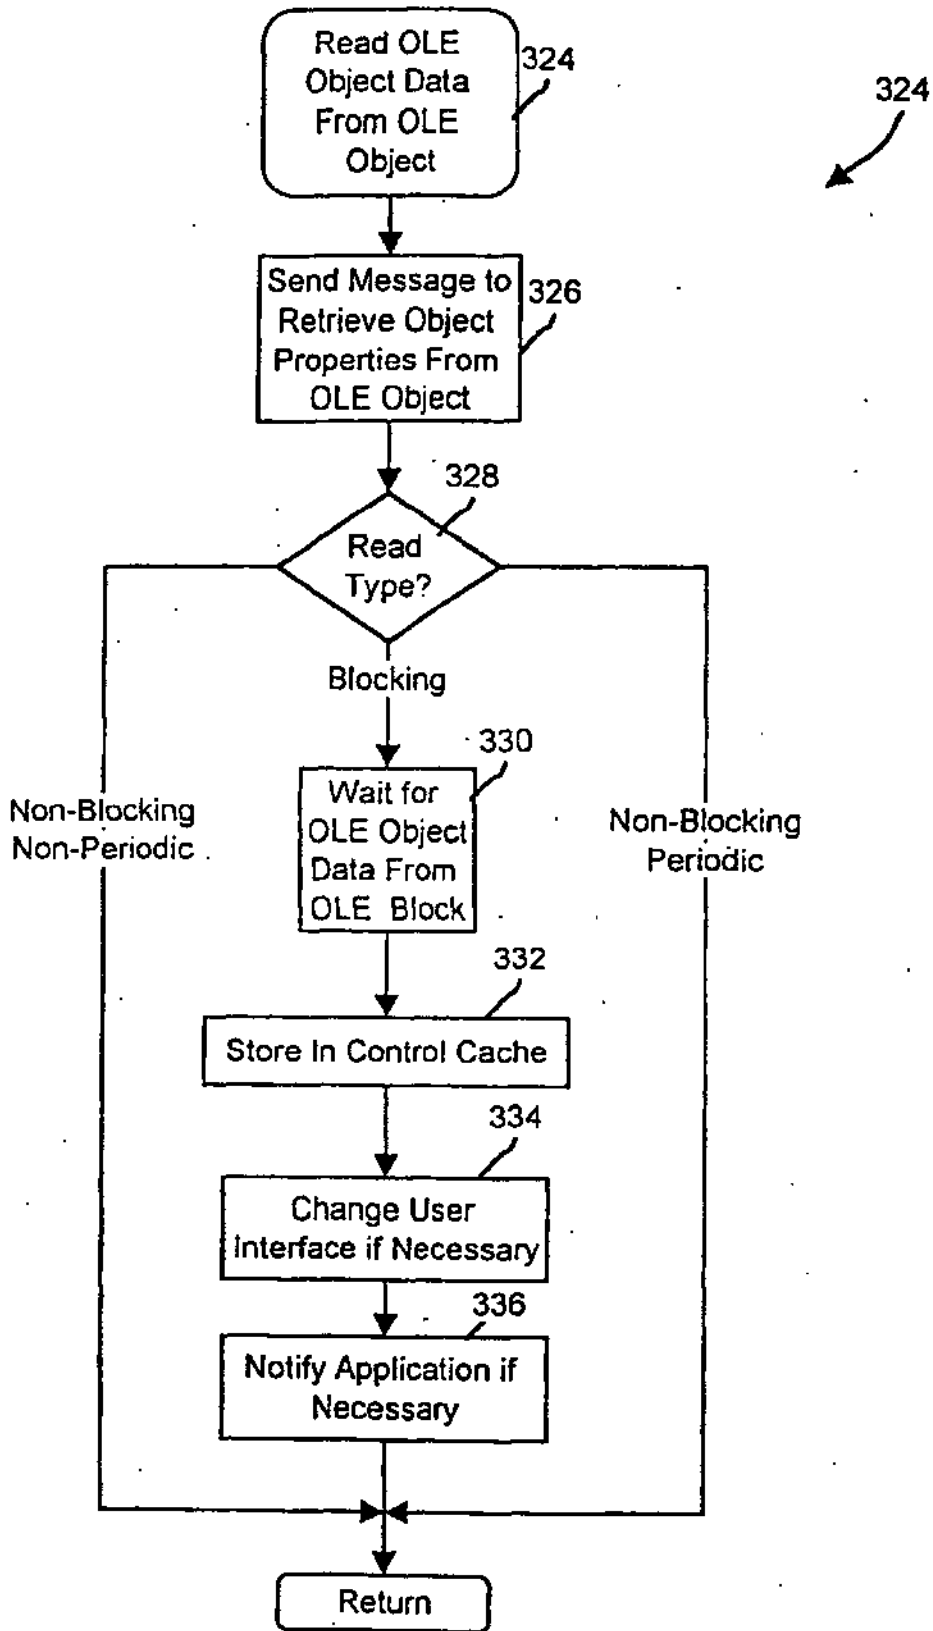 Read OLE
Object Data
From OLE
Object
324
324
Send Message to
Retrieve Object
Properties From
OLE Object
326
328
Read
Type?
Blocking
330
Wait for
OLE Object
Data From
OLE Block
Non-Blocking
Non-Periodic
Non-Blocking
Periodic
332
Store In Control Cache
334
Change User
Interface if Necessary
336
Notify Application if
Necessary
Return